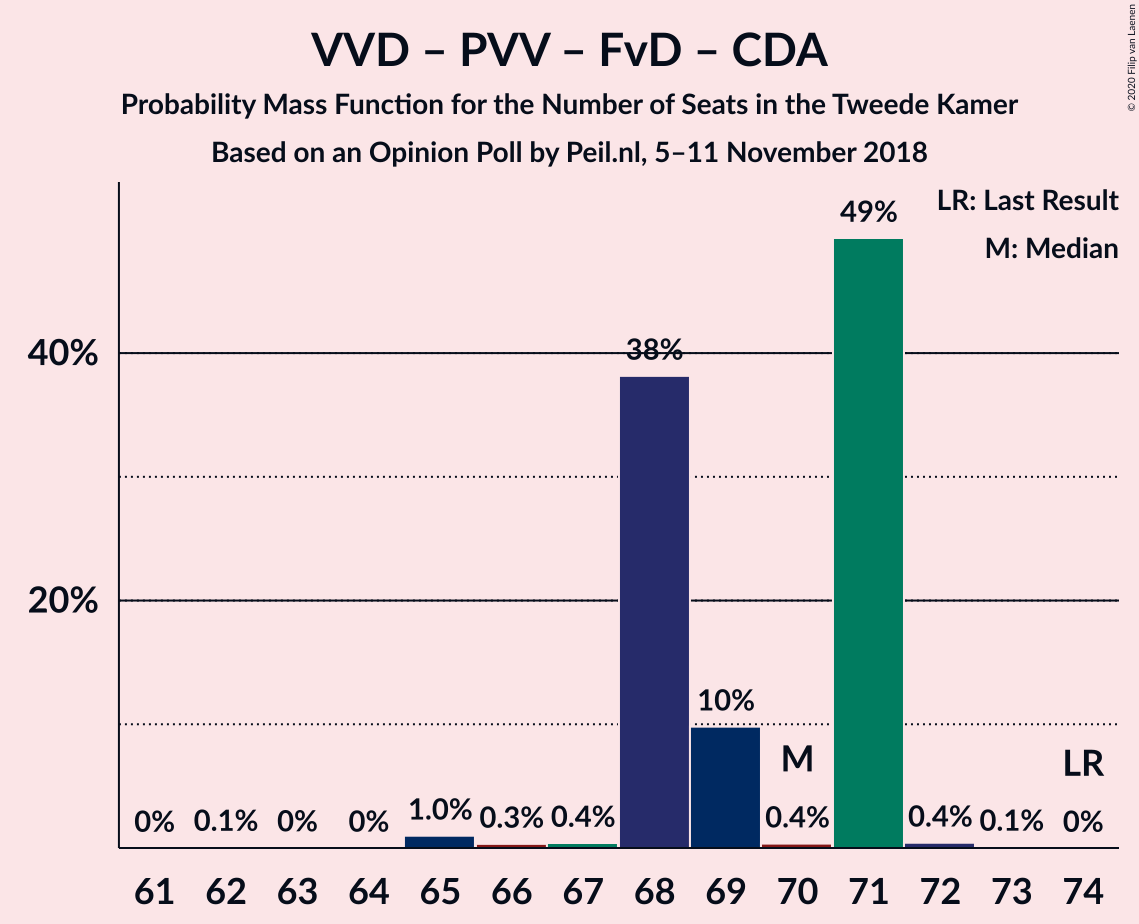 VVD – PVV – FvD – CDA
Probability Mass Function for the Number of Seats in the Tweede Kamer
Based on an Opinion Poll by Peil.nl, 5–11 November 2018
© 2020 Filip van Laenen
LR: Last Result
M: Median
40%
20%
0% 0.1% 0% 0% 1.0% 0.3% 0.4% 38% 10% 0.4% 49% 0.4% 0.1% 0%
M LR
61 62 63 64 65 66 67 68 69 70 71 72 73 74